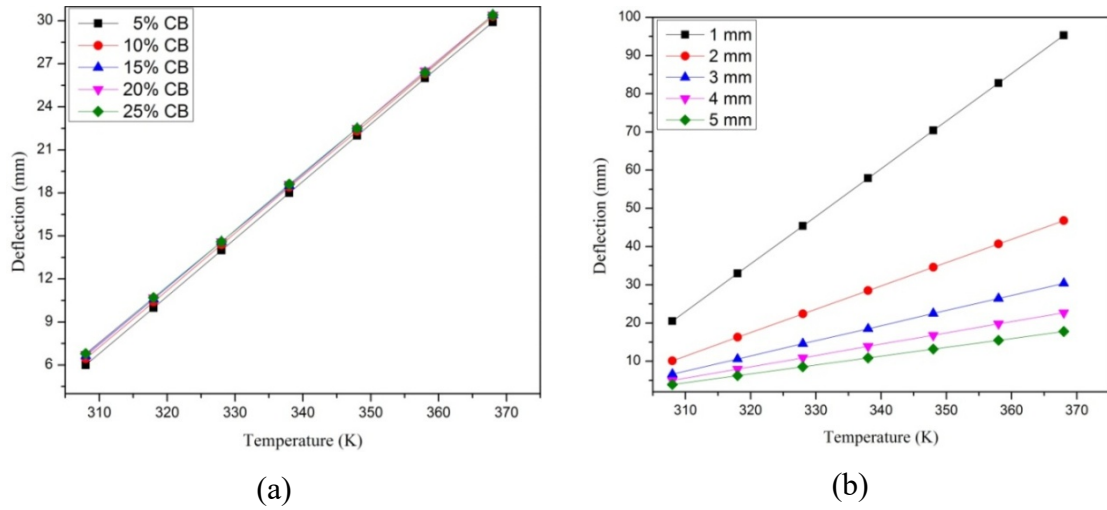 30
27
24
21
18
15
12
9
6
Deflection (mm)
5% CB
10% CB
15% CB
20% CB
25% CB
310 320 330 340 350 360 370
Temperature (K)
(a)
100
90
80
70
60
50
40
30
20
10
Deflection (mm)
1 mm
2 mm
3 mm
4 mm
5 mm
310 320 330 340 350 360 370
Temperature (K)
(b)